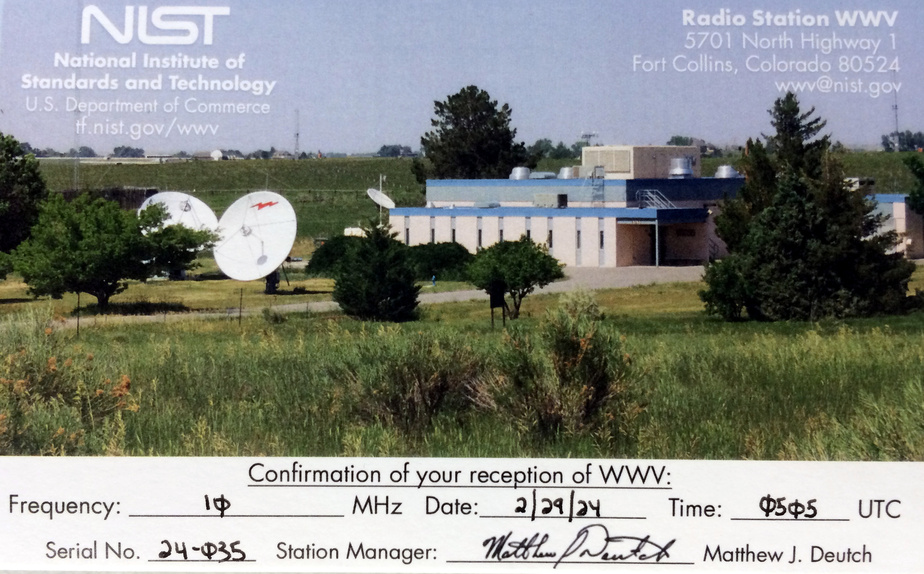 NIST
National Institute of
Standards and Technology
U.S. Department of Commerce
tf.nist.gov/wwv
Radio Station WWV
5701 North Highway 1
Fort Collins, Colorado 80524
wwv@nist.gov
Confirmation of your reception of WWV:
Frequency: 1φ MHz Date: 2/29/24 Time: φ5φ5 UTC
Serial No. 24-φ35 Station Manager: Matthew J Deutch Matthew J. Deutch